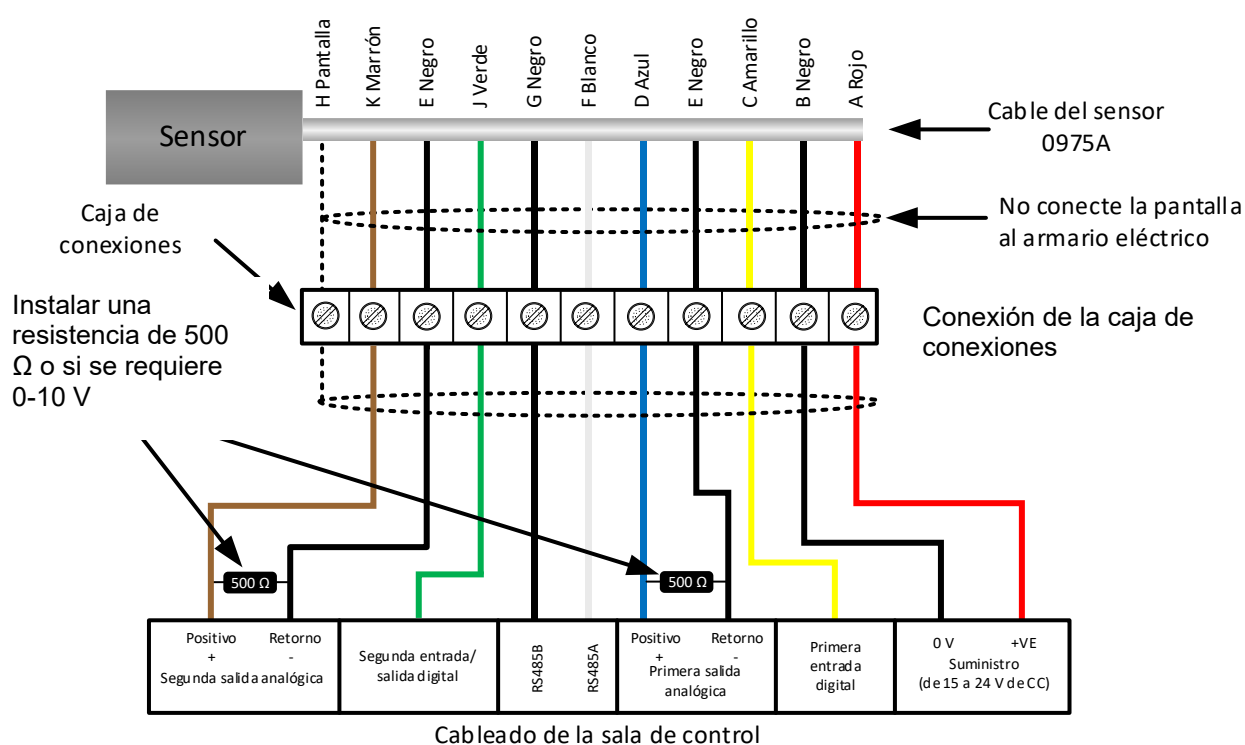 H Pantalla
K Marrón
E Negro
J Verde
G Negro
F Blanco
D Azul
E Negro
C Amarillo
B Negro
A Rojo
Sensor
Cable del sensor
0975A
Caja de
conexiones
No conecte la pantalla
al armario eléctrico
Instalar una
resistencia de 500
Ω o si se requiere
0-10 V
Conexión de la caja de
conexiones
500 Ω
500 Ω
Positivo
+
Retorno
-
Segunda salida analógica
Segunda entrada/
salida digital
RS485B
RS485A
Positivo
+
Retorno
-
Primera salida
analógica
Primera
entrada
digital
0 V
+VE
Suministro
(de 15 a 24 V de CC)
Cableado de la sala de control